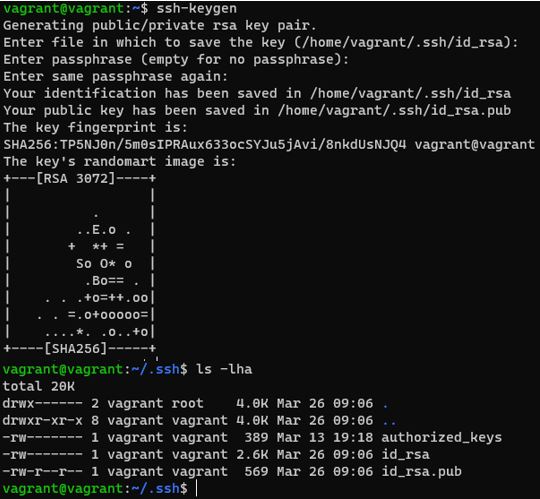 vagrant@vagrant:~$ ssh-keygen
Generating public/private rsa key pair.
Enter file in which to save the key (/home/vagrant/.ssh/id_rsa):
Enter passphrase (empty for no passphrase):
Enter same passphrase again:
Your identification has been saved in /home/vagrant/.ssh/id_rsa
Your public key has been saved in /home/vagrant/.ssh/id_rsa.pub
The key fingerprint is:
SHA256:TP5NJ0n/5m0sIPRAux633ocSYJu5jAvi/8nkdUsNJQ4 vagrant@vagrant
The key's randomart image is:
+---[RSA 3072]----+
|                 |
|          .      |
|        ..E.o .  |
|       +  *+ =   |
|        So O* o  |
|         .Bo== . |
|    . . .+o=++.oo|
|   . . =.o+ooooo=|
|    ....*. .o..+o|
+----[SHA256]-----+
vagrant@vagrant:~/.ssh$ ls -lha
total 20K
drwx------ 2 vagrant root    4.0K Mar 26 09:06 .
drwxr-xr-x 8 vagrant vagrant 4.0K Mar 26 09:06 ..
-rw------- 1 vagrant vagrant  389 Mar 13 19:18 authorized_keys
-rw------- 1 vagrant vagrant 2.6K Mar 26 09:06 id_rsa
-rw-r--r-- 1 vagrant vagrant  569 Mar 26 09:06 id_rsa.pub
vagrant@vagrant:~/.ssh$